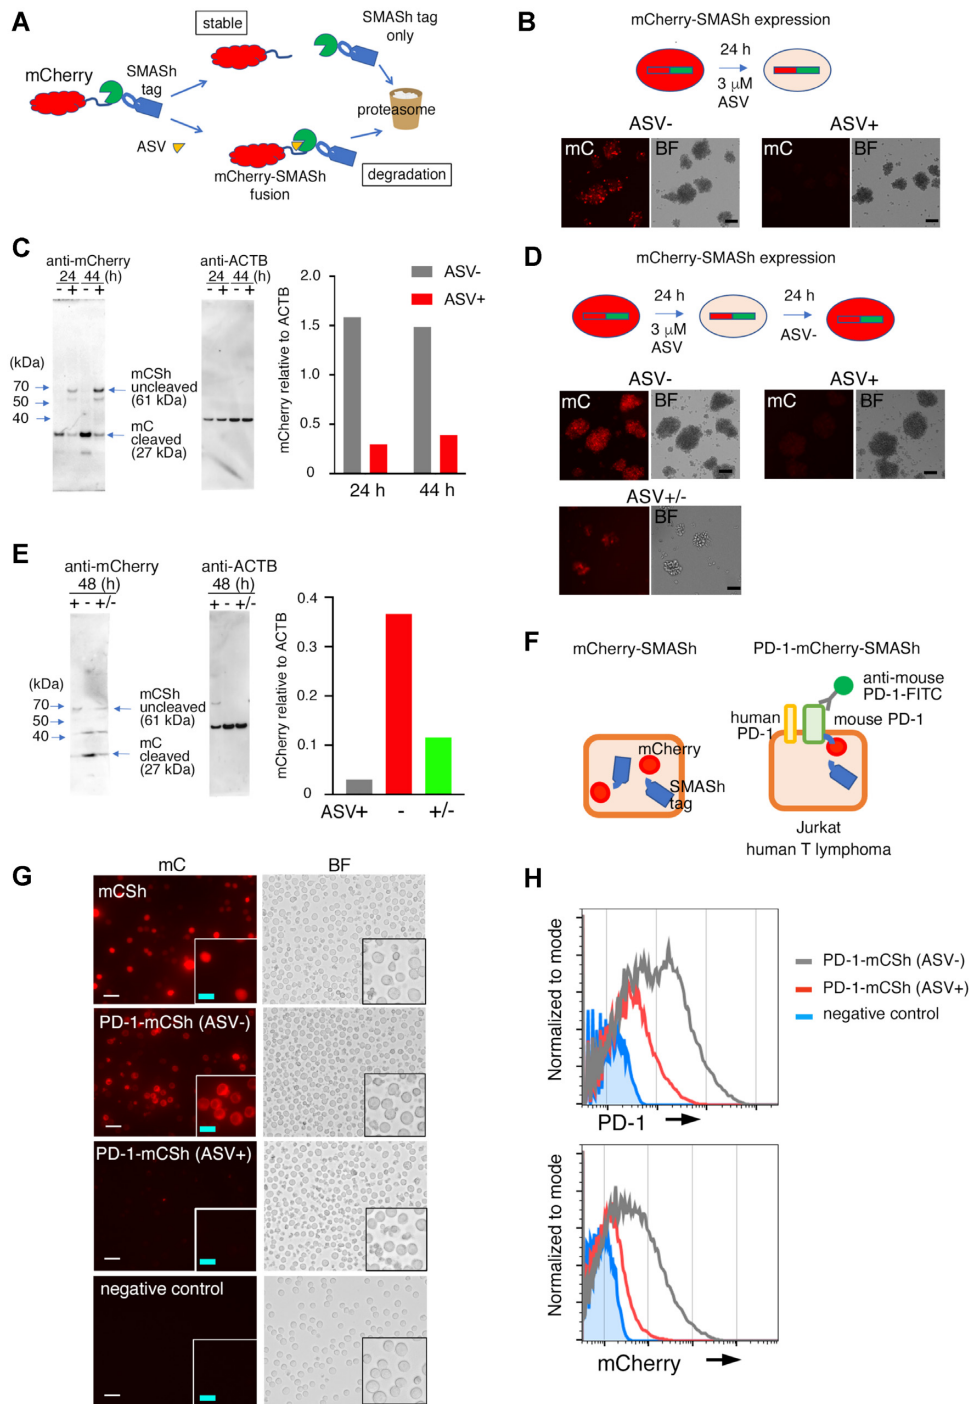 A
stable
mCherry
SMASh
tag
SMASh tag
only
proteasome
ASV
mCherry-SMASh
fusion
degradation
B
mCherry-SMASh expression
24 h
3 μM
ASV
ASV-
ASV+
mC
BF
mC
BF
C
anti-mCherry
24 44 (h)
- + - +
anti-ACTB
24 44 (h)
- + - +
(kDa)
70
50
40
mCSh
uncleaved
(61 kDa)
mC
cleaved
(27 kDa)
mCherry relative to ACTB
2.0
1.5
1.0
0.5
0
24 h
44 h
ASV-
ASV+
D
mCherry-SMASh expression
24 h
3 μM
ASV
24 h
ASV-
ASV-
ASV+
mC
BF
mC
BF
ASV+/-
BF
E
anti-mCherry
48 (h)
+ - +/-
anti-ACTB
48 (h)
+ - +/-
(kDa)
70
50
40
mCSh
uncleaved
(61 kDa)
mC
cleaved
(27 kDa)
mCherry relative to ACTB
0.4
0.3
0.2
0.1
0
ASV+
-
+/-
F
mCherry-SMASh
PD-1-mCherry-SMASh
mCherry
SMASh
tag
anti-mouse
PD-1-FITC
human
PD-1
mouse PD-1
Jurkat
human T lymphoma
G
mC
BF
mCSh
PD-1-mCSh (ASV-)
PD-1-mCSh (ASV+)
negative control
H
Normalized to mode
PD-1
PD-1-mCSh (ASV-)
PD-1-mCSh (ASV+)
negative control
Normalized to mode
mCherry